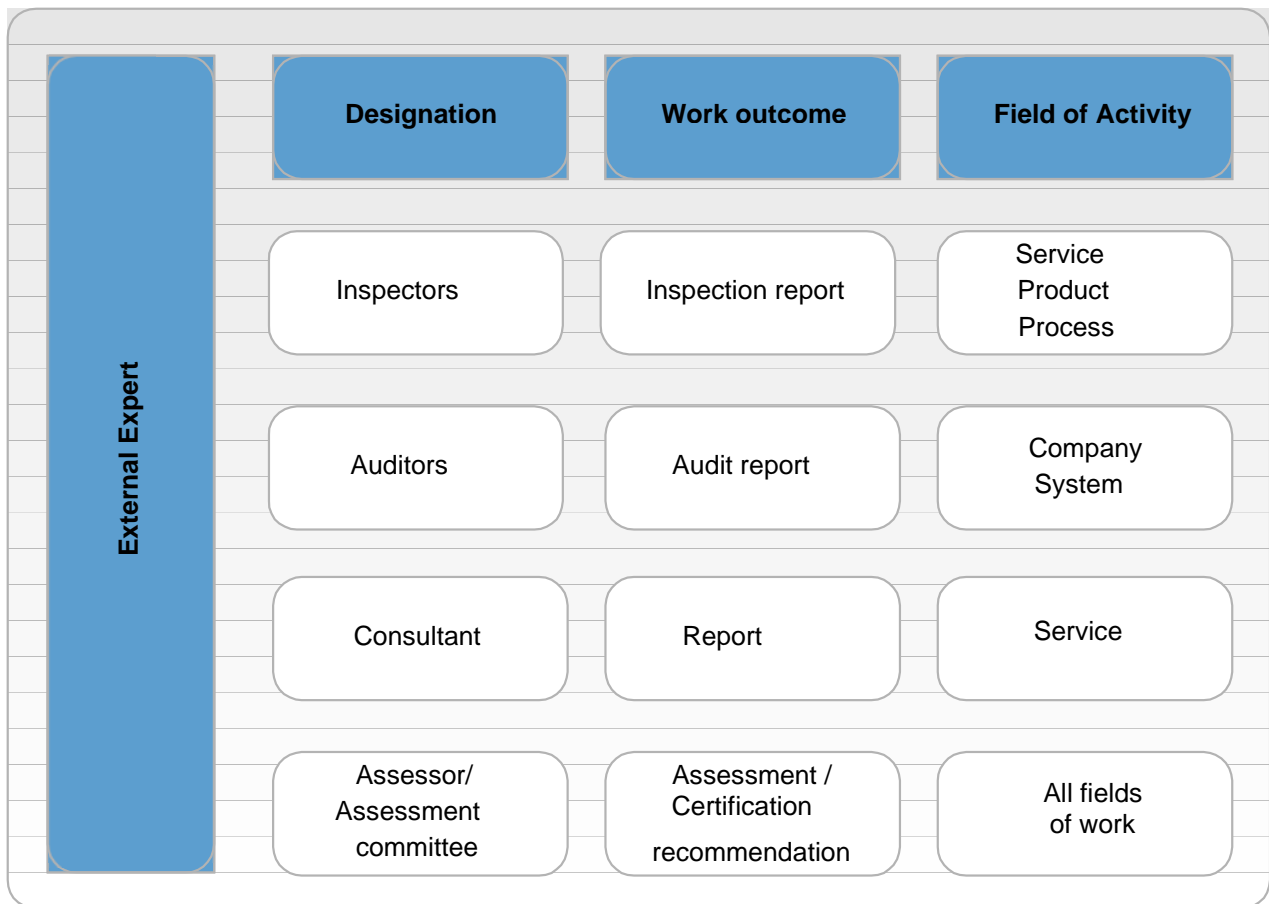 External Expert
Designation
Work outcome
Field of Activity
Inspectors
Inspection report
Service
Product
Process
Auditors
Audit report
Company
System
Consultant
Report
Service
Assessor/
Assessment
committee
Assessment /
Certification
recommendation
All fields
of work